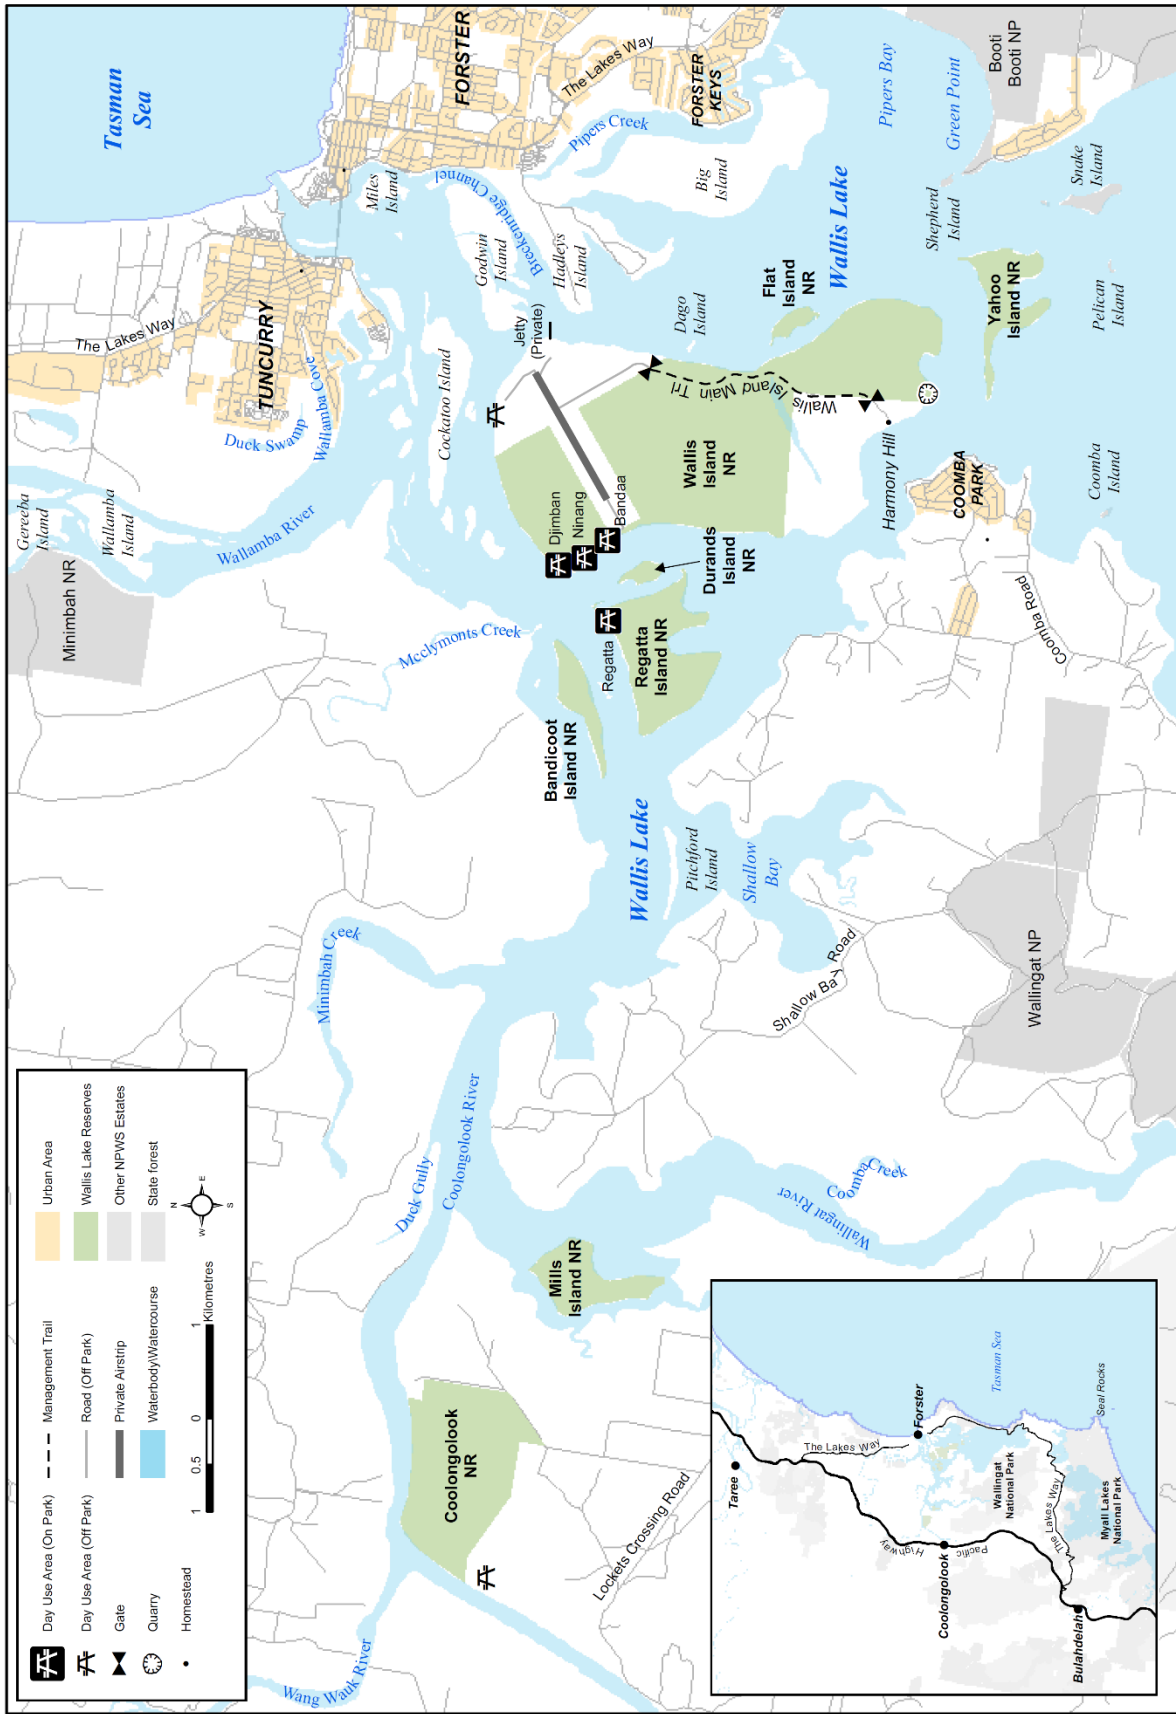 Day Use Area (On Park)
Day Use Area (Off Park)
Gate
Quarry
Homestead
Management Trail
Road (Off Park)
Private Airstrip
Waterbody\Watercourse
Urban Area
Wallis Lake Reserves
Other NPWS Estates
State forest
1
0.5
0
1
Kilometres
N
E
S
W
Tasman
Sea
FORSTER
The Lakes Way
FORSTER
KEYS
Pipers Creek
Pipers Bay
Green Point
Booti
Booti NP
Snake
Island
Shepherd
Island
Big
Island
Miles
Island
Breckenridge Channel
Godwin
Island
Hadleys
Island
Wallis Lake
Flat
Island
NR
Yahoo
Island NR
Pelican
Island
Dago
Island
Jetty
(Private)
TUNCURRY
The Lakes Way
Duck Swamp
Wallamba Cove
Cockatoo Island
Gereeba
Island
Wallamba
Island
Wallamba River
Minimbah NR
Mcclymonts Creek
Djimban
Ninang
Bandaa
Wallis
Island
NR
Wallis Island Main Trl
Harmony Hill
COOMBA
PARK
Coomba
Island
Coomba Road
Durands
Island
NR
Regatta
Regatta
Island NR
Bandicoot
Island NR
Wallis Lake
Pitchford
Island
Shallow
Bay
Shallow Bay Road
Wallingat NP
Minimbah Creek
Coolongolook River
Duck Gully
Wallingat River
Coomba Creek
Mills
Island NR
Coolongolook
NR
Lockets Crossing Road
Wang Wauk River
Taree
The Lakes Way
Forster
Tasman Sea
Seal Rocks
Pacific
Highway
Coolongolook
Wallingat
National Park
The Lakes Way
Myall Lakes
National Park
Bulahdelah